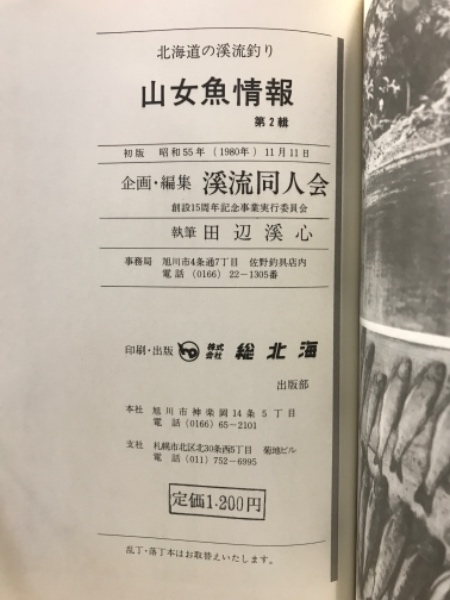 北海道の渓流釣り
山女魚情報
第2輯
初版 昭和55年(1980年)11月11日
企画・編集 渓流同人会
創設15周年記念事業実行委員会
執筆 田辺渓心
事務局 旭川市4条通7丁目 佐野釣具店内
電話(0166)22-1305番
印刷・出版 株式会社 総北海
出版部
本社 旭川市神楽岡14条5丁目
電話(0166)65-2101
支社 札幌市北区北30条西5丁目 菊地ビル
電話(011)752-6995
定価1,200円
乱丁・落丁本はお取替えいたします。